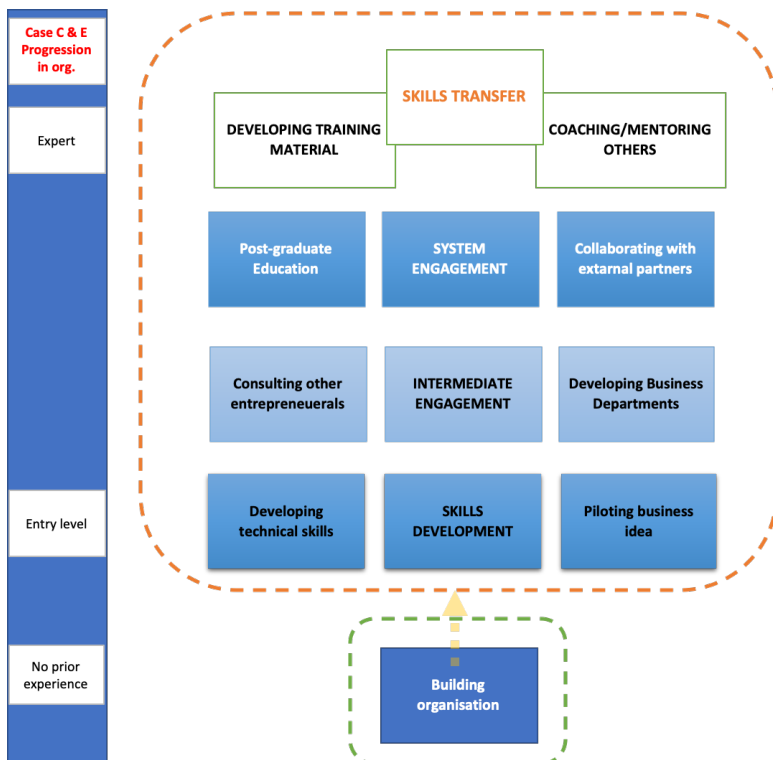 Case C & E
Progression
in org.
SKILLS TRANSFER
DEVELOPING TRAINING
MATERIAL
COACHING/MENTORING
OTHERS
Expert
Post-graduate
Education
SYSTEM
ENGAGEMENT
Collaborating with
extarnal partners
Consulting other
entrepreneuerals
INTERMEDIATE
ENGAGEMENT
Developing Business
Departments
Entry level
Developing
technical skills
SKILLS
DEVELOPMENT
Piloting business
idea
No prior
experience
Building
organisation